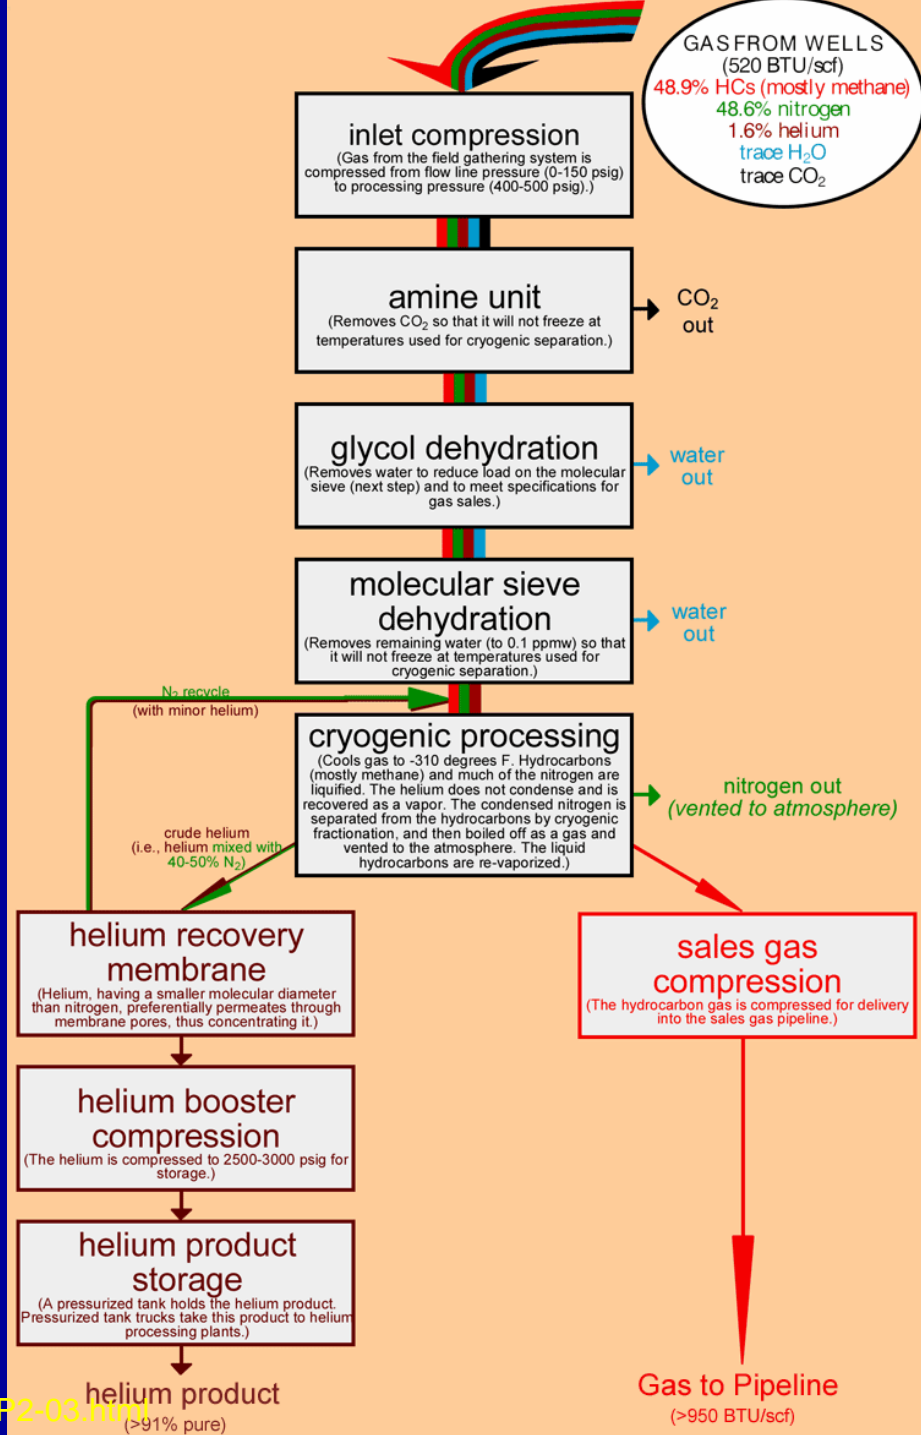 GAS FROM WELLS
(520 BTU/scf)
48.9% HCs (mostly methane)
48.6% nitrogen
1.6% helium
trace H₂O
trace CO₂
inlet compression
(Gas from the field gathering system is
compressed from flow line pressure (0-150 psig)
to processing pressure (400-500 psig).)
amine unit
(Removes CO₂ so that it will not freeze at
temperatures used for cryogenic separation.)
CO₂
out
glycol dehydration
(Removes water to reduce load on the molecular
sieve (next step) and to meet specifications for
gas sales.)
water
out
molecular sieve
dehydration
(Removes remaining water (to 0.1 ppmw) so that
it will not freeze at temperatures used for
cryogenic separation.)
water
out
N₂ recycle
(with minor helium)
cryogenic processing
(Cools gas to -310 degrees F. Hydrocarbons
(mostly methane) and much of the nitrogen are
liquified. The helium does not condense and is
recovered as a vapor. The condensed nitrogen is
separated from the hydrocarbons by cryogenic
fractionation, and then boiled off as a gas and
vented to the atmosphere. The liquid
hydrocarbons are re-vaporized.)
nitrogen out
(vented to atmosphere)
crude helium
(i.e., helium mixed with
40-50% N₂)
helium recovery
membrane
(Helium, having a smaller molecular diameter
than nitrogen, preferentially permeates through
membrane pores, thus concentrating it.)
sales gas
compression
(The hydrocarbon gas is compressed for delivery
into the sales gas pipeline.)
helium booster
compression
(The helium is compressed to 2500-3000 psig for
storage.)
helium product
storage
(A pressurized tank holds the helium product.
Pressurized tank trucks take this product to helium
processing plants.)
helium product
(>91% pure)
Gas to Pipeline
(>950 BTU/scf)
P2-03.html